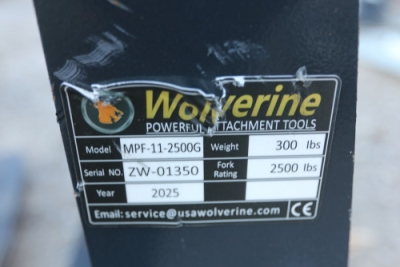 Wolverine
POWERFUL ATTACHMENT TOOLS
Model MPF-11-2500G Weight 300 lbs
Serial NO. ZW-01350 Fork Rating 2500 lbs
Year 2025
Email: service@usawolverine.com CE